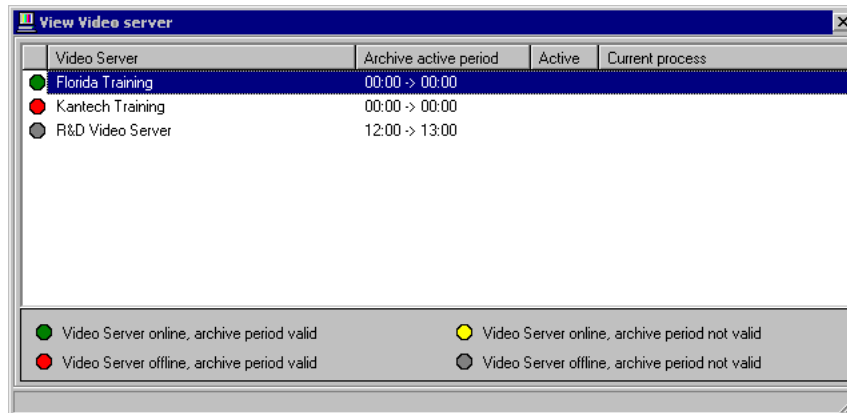 View Video server
Video Server Archive active period Active Current process
Florida Training 00:00 -> 00:00
Kantech Training 00:00 -> 00:00
R&D Video Server 12:00 -> 13:00
Video Server online, archive period valid Video Server online, archive period not valid
Video Server offline, archive period valid Video Server offline, archive period not valid